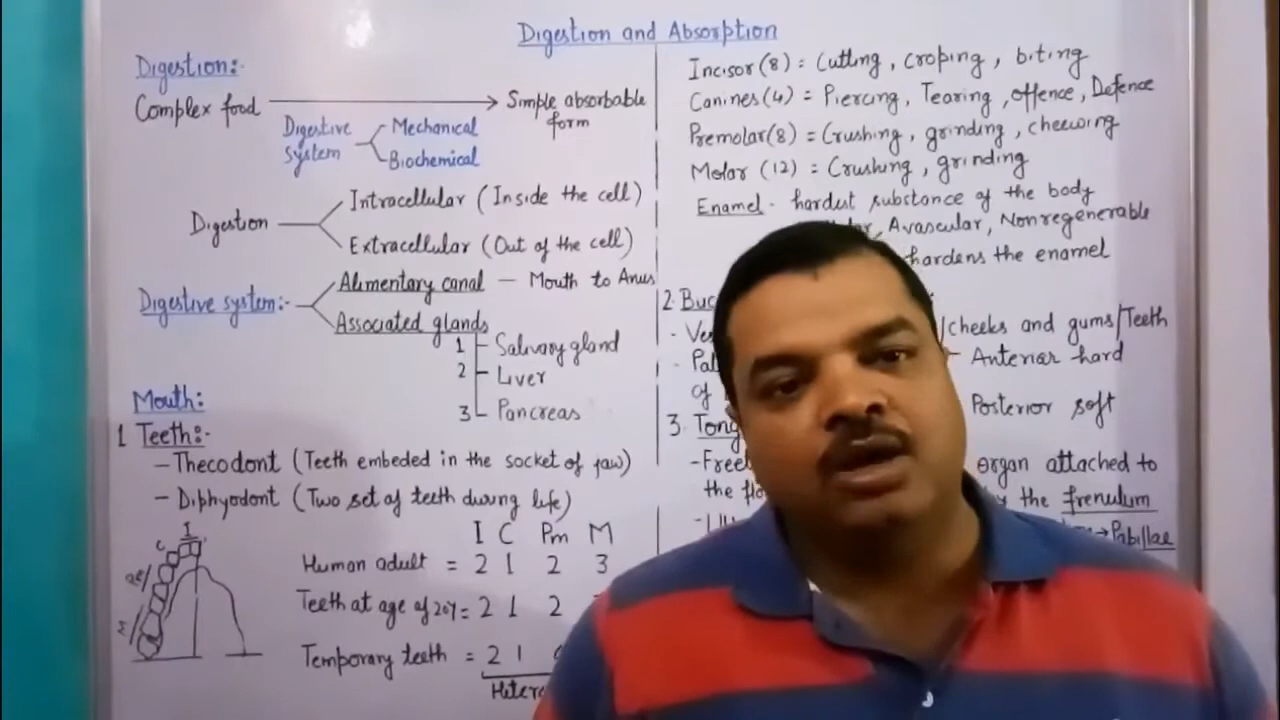 Digestion and Absorption
Digestion:-
Complex food → Simple absorbable
form
Digestive
system
Mechanical
Biochemical
Digestion
Intracellular (Inside the cell)
Extracellular (Out of the cell)
Digestive system:-
Alimentary canal — Mouth to Anus
Associated glands
1 Salivary gland
2 Liver
3 Pancreas
Mouth:
1 Teeth:-
- Thecodont (Teeth embeded in the socket of jaw)
- Diphyodont (Two set of teeth during life)
I C Pm M
Human adult = 2 1 2 3
Teeth at age of 20y = 2 1 2
Temporary teeth = 2 1
I
C
M
Incisor (8) = Cutting, croping, biting
Canines (4) = Piercing, Tearing, offence, Defence
Premolar (8) = Crushing, grinding, cheewing
Molar (12) = Crushing, grinding
Enamel - hardest substance of the body
Avascular, Nonregenerable
hardens the enamel
2.
/cheeks and gums/Teeth
- Anterior hard
of
Posterior soft
3.
organ attached to
the the frenulum
→ Pabillae